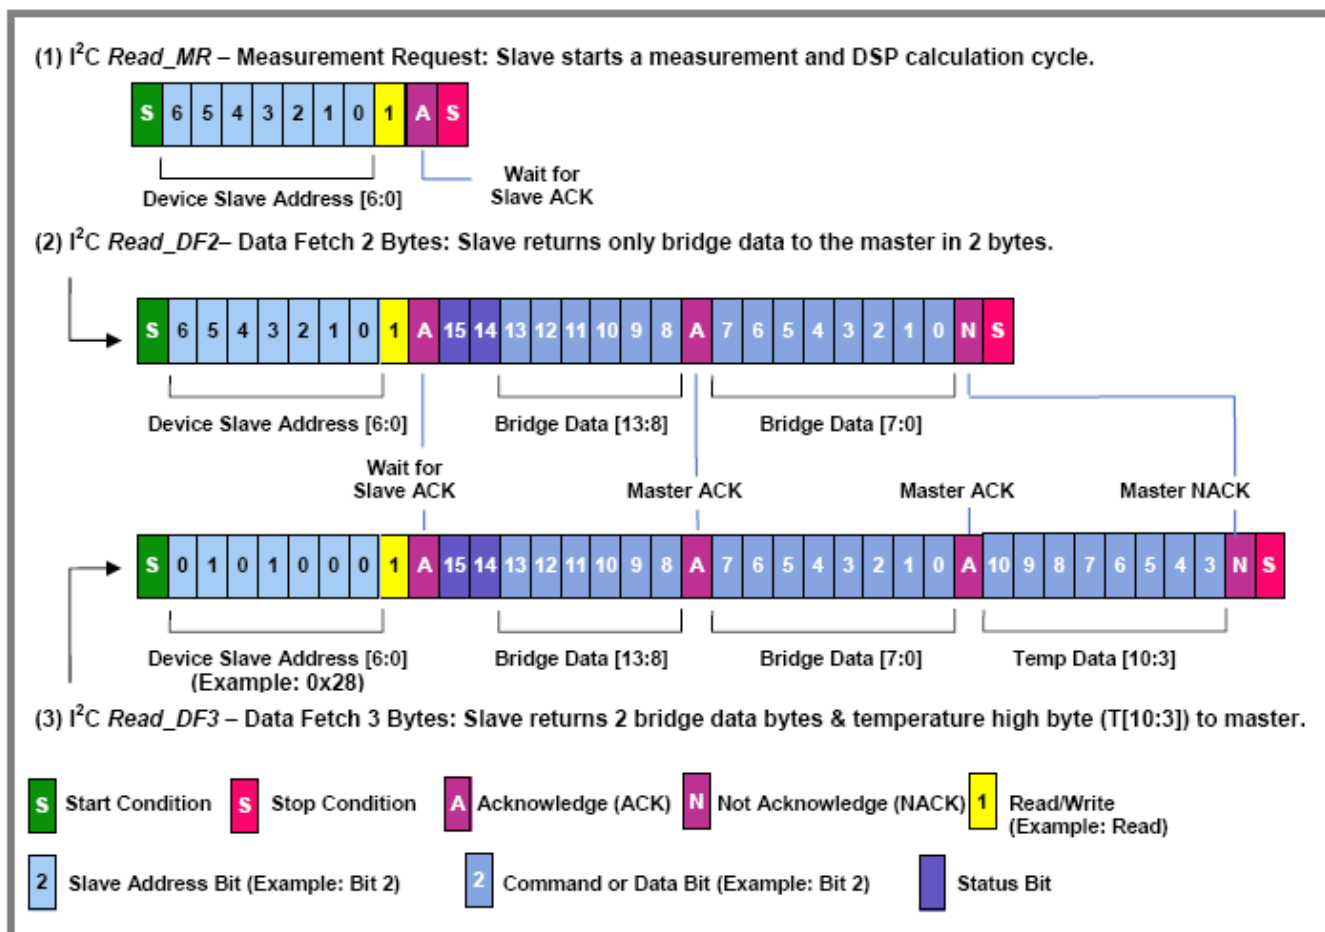 (1) I²C Read_MR – Measurement Request: Slave starts a measurement and DSP calculation cycle.
S 6 5 4 3 2 1 0 1 A S
Device Slave Address [6:0]
Wait for
Slave ACK
(2) I²C Read_DF2– Data Fetch 2 Bytes: Slave returns only bridge data to the master in 2 bytes.
S 6 5 4 3 2 1 0 1 A 15 14 13 12 11 10 9 8 A 7 6 5 4 3 2 1 0 N S
Device Slave Address [6:0] Bridge Data [13:8] Bridge Data [7:0]
Wait for
Slave ACK Master ACK Master ACK Master NACK
S 0 1 0 1 0 0 0 1 A 15 14 13 12 11 10 9 8 A 7 6 5 4 3 2 1 0 A 10 9 8 7 6 5 4 3 N S
Device Slave Address [6:0] Bridge Data [13:8] Bridge Data [7:0] Temp Data [10:3]
(Example: 0x28)
(3) I²C Read_DF3 – Data Fetch 3 Bytes: Slave returns 2 bridge data bytes & temperature high byte (T[10:3]) to master.
S Start Condition S Stop Condition A Acknowledge (ACK) N Not Acknowledge (NACK) 1 Read/Write
(Example: Read)
2 Slave Address Bit (Example: Bit 2) 2 Command or Data Bit (Example: Bit 2) Status Bit